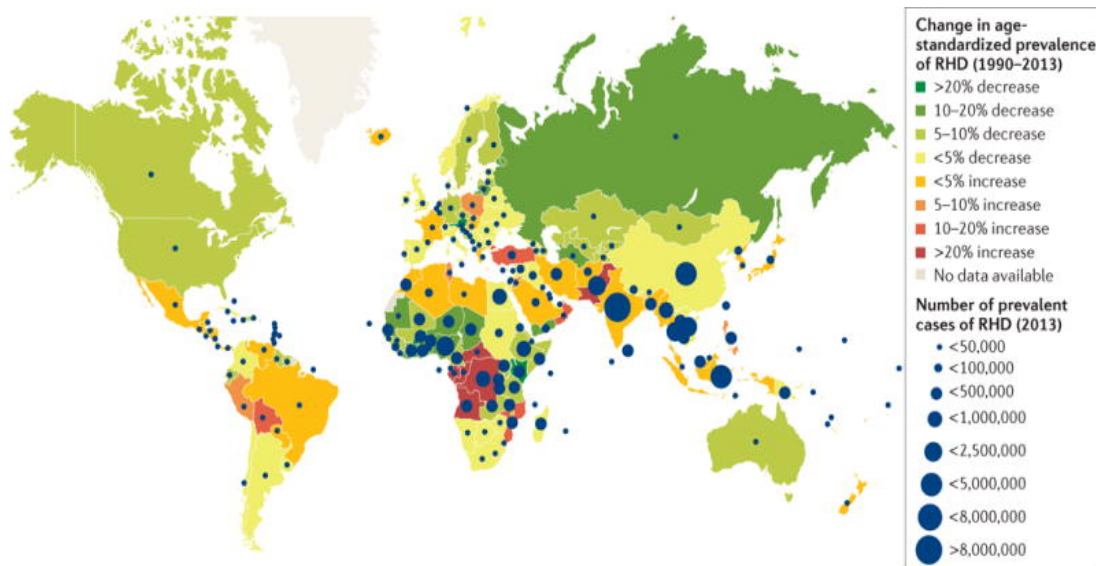 Change in age-
standardized prevalence
of RHD (1990–2013)
>20% decrease
10–20% decrease
5–10% decrease
<5% decrease
<5% increase
5–10% increase
10–20% increase
>20% increase
No data available
Number of prevalent
cases of RHD (2013)
<50,000
<100,000
<500,000
<1,000,000
<2,500,000
<5,000,000
<8,000,000
>8,000,000